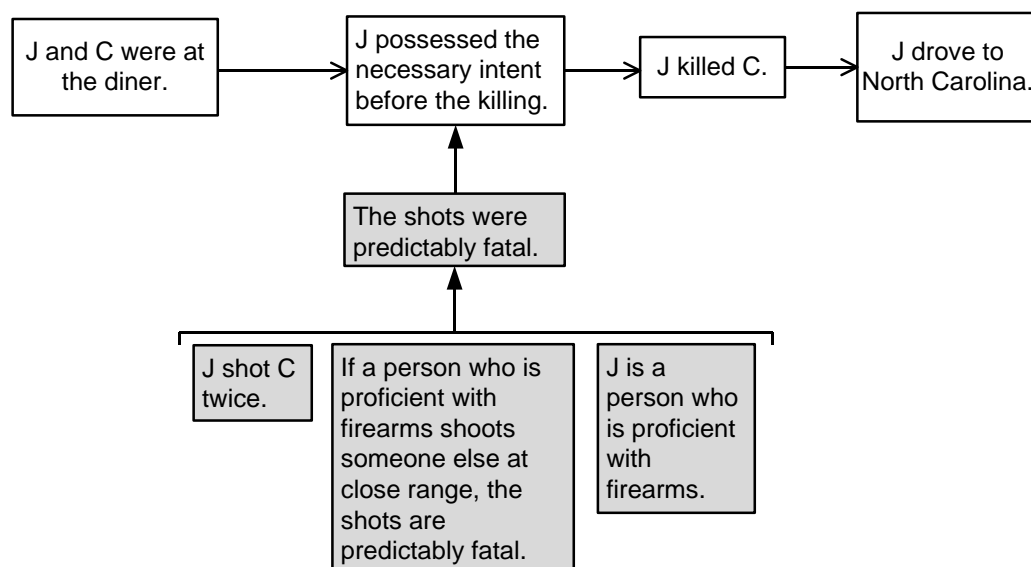 J and C were at
the diner.
J possessed the
necessary intent
before the killing.
J killed C.
J drove to
North Carolina.
The shots were
predictably fatal.
J shot C
twice.
If a person who is
proficient with
firearms shoots
someone else at
close range, the
shots are
predictably fatal.
J is a
person who
is proficient
with
firearms.